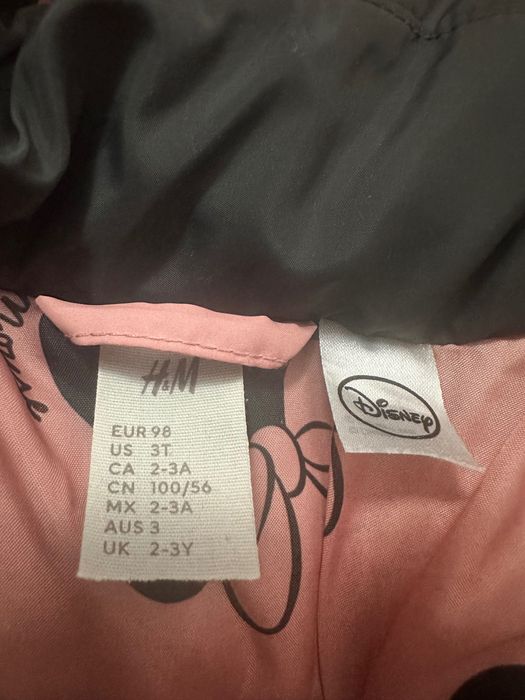 Mouse
H&M
EUR 98
US 3T
CA 2-3A
CN 100/56
MX 2-3A
AUS 3
UK 2-3Y
Disney